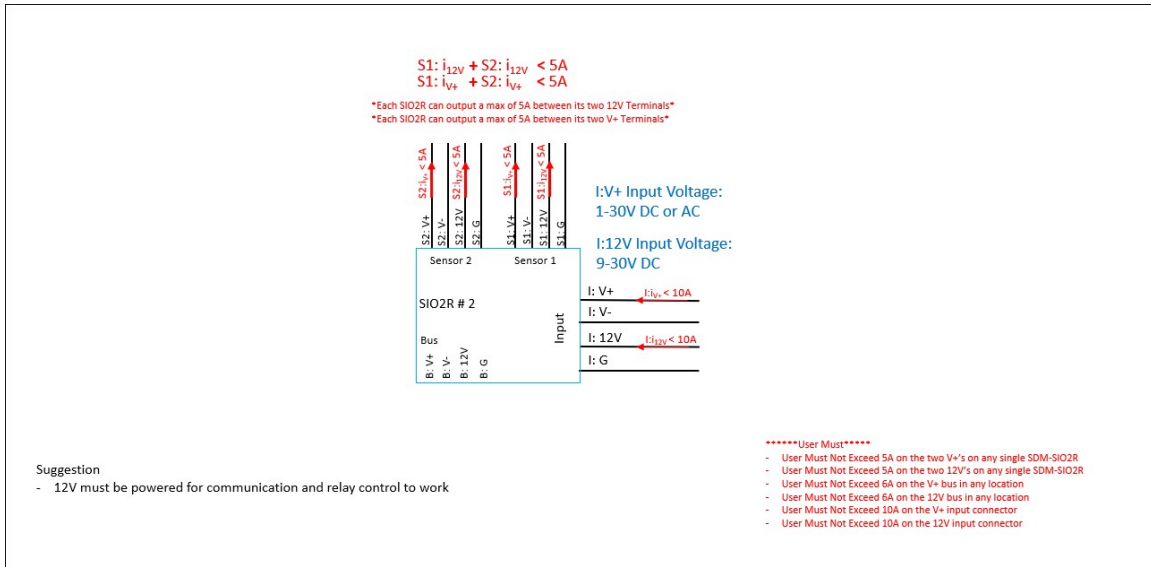 S1: i12V + S2: i12V < 5A
S1: iV+ + S2: iV+ < 5A
*Each SIO2R can output a max of 5A between its two 12V Terminals*
*Each SIO2R can output a max of 5A between its two V+ Terminals*
S2:iV+ < 5A
S2:i12V < 5A
S1:iV+ < 5A
S1:i12V < 5A
S2: V+
S2: V-
S2: 12V
S2: G
S1: V+
S1: V-
S1: 12V
S1: G
I:V+ Input Voltage:
1-30V DC or AC
I:12V Input Voltage:
9-30V DC
Sensor 2
Sensor 1
SIO2R # 2
Input
I: V+
I:iV+ < 10A
I: V-
I: 12V
I:i12V < 10A
I: G
Bus
B: V+
B: V-
B: 12V
B: G
Suggestion
- 12V must be powered for communication and relay control to work
******User Must*****
- User Must Not Exceed 5A on the two V+'s on any single SDM-SIO2R
- User Must Not Exceed 5A on the two 12V's on any single SDM-SIO2R
- User Must Not Exceed 6A on the V+ bus in any location
- User Must Not Exceed 6A on the 12V bus in any location
- User Must Not Exceed 10A on the V+ input connector
- User Must Not Exceed 10A on the 12V input connector